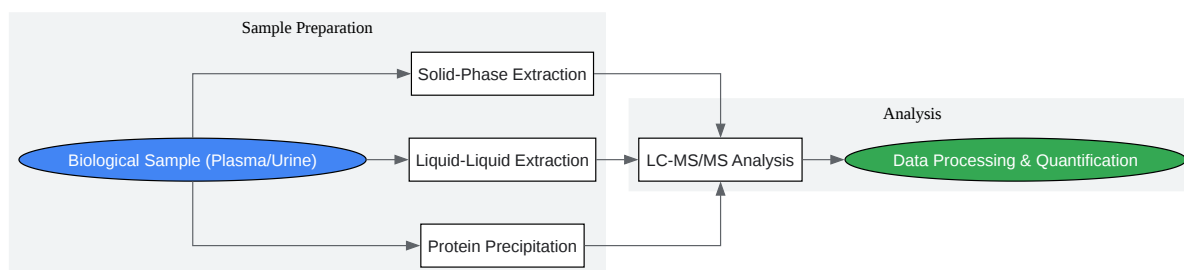 Sample Preparation
Solid-Phase Extraction
Analysis
Biological Sample (Plasma/Urine)
Liquid-Liquid Extraction
LC-MS/MS Analysis
Data Processing & Quantification
Protein Precipitation